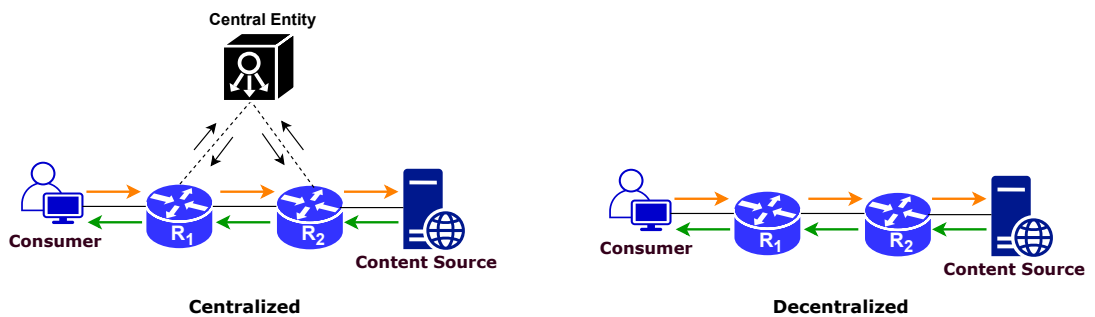 Central Entity
R1
R2
Consumer
Content Source
Centralized
R1
R2
Consumer
Content Source
Decentralized